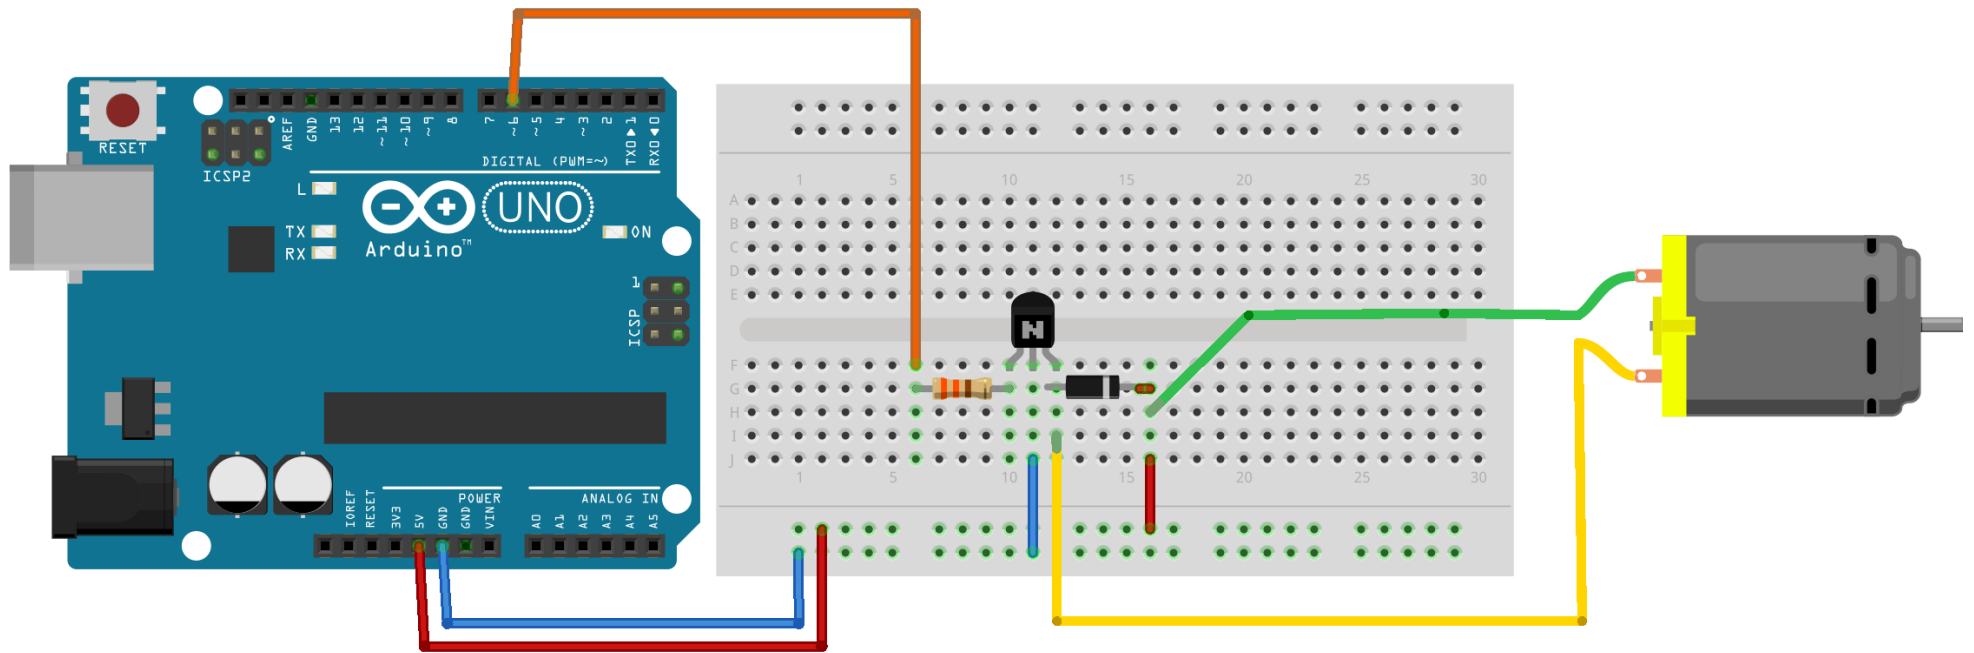 RESET
ICSP2
AREF
GND
13
12
~11
~10
~9
8
7
~6
~5
4
~3
2
TX0▶1
RX0◀0
DIGITAL (PWM=~)
L
TX
RX
UNO
Arduino™
ON
1
ICSP
N
IOREF
RESET
3V3
5V
GND
GND
VIN
POWER
ANALOG IN
A0
A1
A2
A3
A4
A5
1 5 10 15 20 25 30
A
B
C
D
E
F
G
H
I
J
1 5 10 15 20 25 30